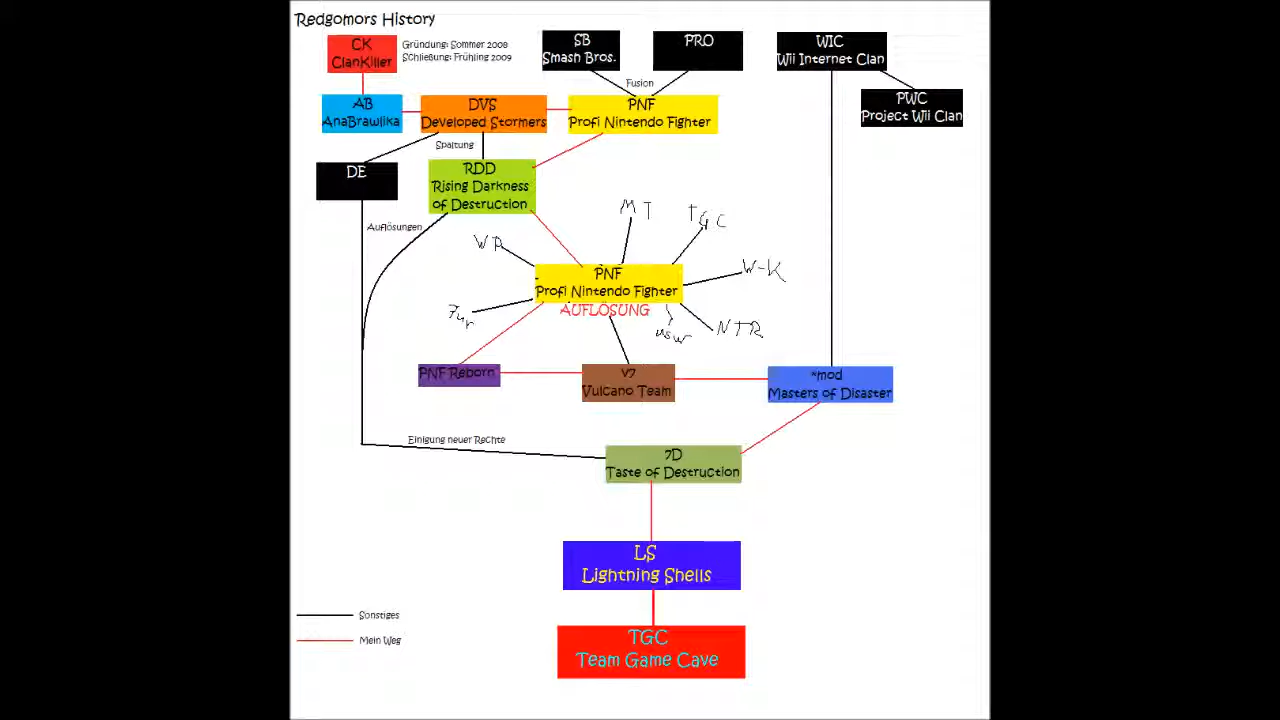 Redgomors History
CK
ClanKiller
Gründung: Sommer 2008
Schließung: Frühling 2009
SB
Smash Bros.
PRO
WIC
Wii Internet Clan
Fusion
AB
AnaBrawlika
DVS
Developed Stormers
PNF
Profi Nintendo Fighter
PWC
Project Wii Clan
Spaltung
DE
RDD
Rising Darkness
of Destruction
Auflösungen
MT
TGC
WP
W-K
PNF
Profi Nintendo Fighter
AUFLÖSUNG
usw
NTR
PNF Reborn
V7
Vulcano Team
*mod
Masters of Disaster
Einigung neuer Rechte
7D
Taste of Destruction
LS
Lightning Shells
Sonstiges
Mein Weg
TGC
Team Game Cave